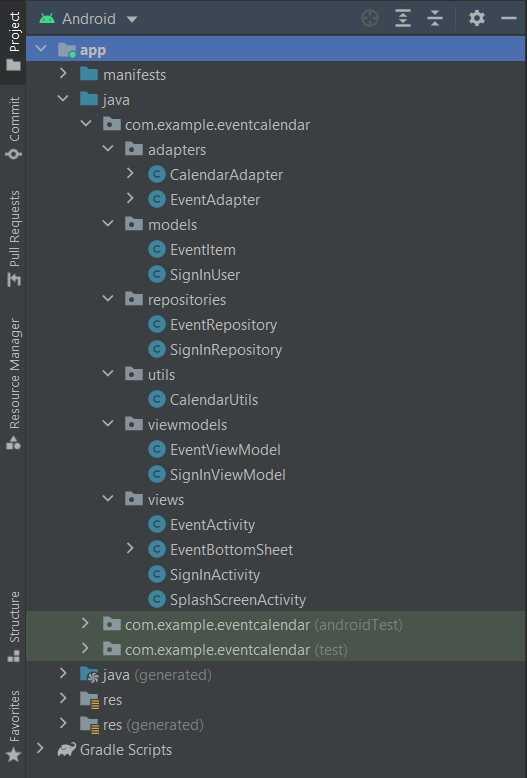 Android
Project
Commit
Pull Requests
Resource Manager
Structure
Favorites
app
manifests
java
com.example.eventcalendar
adapters
C CalendarAdapter
C EventAdapter
models
C EventItem
C SignInUser
repositories
C EventRepository
C SignInRepository
utils
C CalendarUtils
viewmodels
C EventViewModel
C SignInViewModel
views
C EventActivity
C EventBottomSheet
C SignInActivity
C SplashScreenActivity
com.example.eventcalendar (androidTest)
com.example.eventcalendar (test)
java (generated)
res
res (generated)
Gradle Scripts